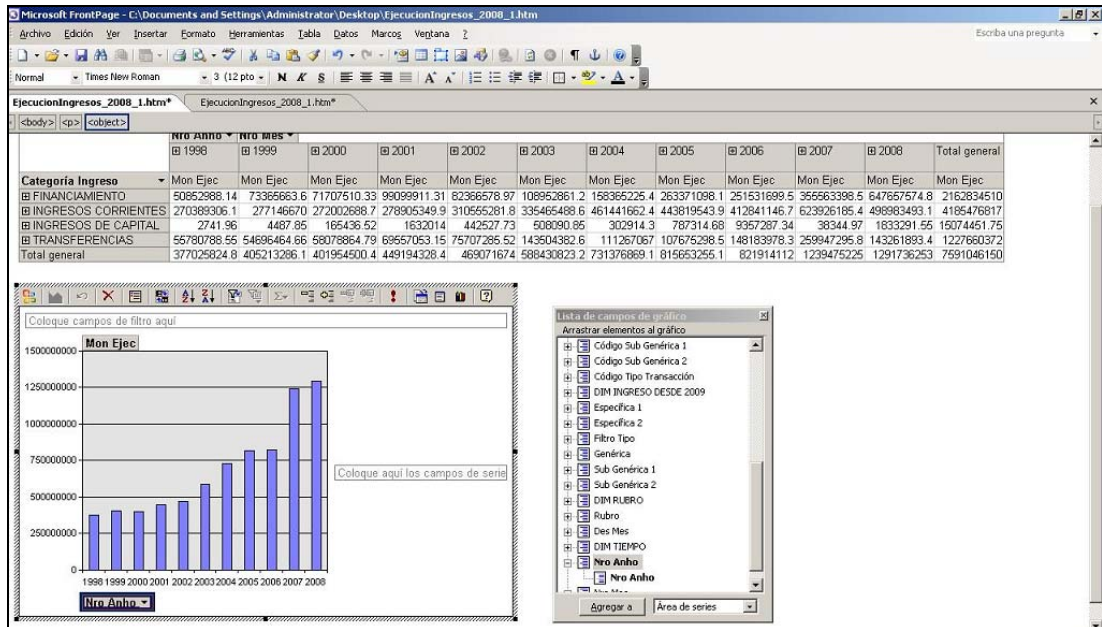 Microsoft FrontPage - C:\Documents and Settings\Administrator\Desktop\EjecucionIngresos_2008_1.htm
Archivo Edición Ver Insertar Formato Herramientas Tabla Datos Marcos Ventana ? Escriba una pregunta
Normal Times New Roman 3 (12 pto N K S
EjecucionIngresos_2008_1.htm* EjecucionIngresos_2008_1.htm*
<body> <p> <object>
Nro Anho Nro Mes
1998 1999 2000 2001 2002 2003 2004 2005 2006 2007 2008 Total general
Categoría Ingreso Mon Ejec Mon Ejec Mon Ejec Mon Ejec Mon Ejec Mon Ejec Mon Ejec Mon Ejec Mon Ejec Mon Ejec Mon Ejec Mon Ejec
FINANCIAMIENTO 50852988.14 73365663.6 71707510.33 99099911.31 82366578.97 108952861.2 158365225.4 263371098.1 251531699.5 355563398.5 647657574.8 2162834510
INGRESOS CORRIENTES 270389306.1 277146670 272002688.7 278905349.9 310555281.8 335465488.6 461441662.4 443819543.9 412841146.7 623926185.4 498983493.1 4185476817
INGRESOS DE CAPITAL 2741.96 4487.85 165436.52 1632014 442527.73 508090.85 302914.3 787314.68 9357287.34 38344.97 1833291.55 15074451.75
TRANSFERENCIAS 55780788.55 54696464.66 58078864.79 69557053.15 75707285.52 143504382.6 111267067 107675298.5 148183978.3 259947295.8 143261893.4 1227660372
Total general 377025824.8 405213286.1 401954500.4 449194328.4 469071674 588430823.2 731376869.1 815653255.1 821914112 1239475225 1291736253 7591046150
Coloque campos de filtro aquí
Mon Ejec
1500000000
1250000000
1000000000
750000000
500000000
250000000
0
1998 1999 2000 2001 2002 2003 2004 2005 2006 2007 2008
Nro Anho
Coloque aquí los campos de serie
Lista de campos de gráfico
Arrastrar elementos al gráfico
Código Sub Genérica 1
Código Sub Genérica 2
Código Tipo Transacción
DIM INGRESO DESDE 2009
Específica 1
Específica 2
Filtro Tipo
Genérica
Sub Genérica 1
Sub Genérica 2
DIM RUBRO
Rubro
Des Mes
DIM TIEMPO
Nro Anho
Nro Anho
Agregar a Área de series